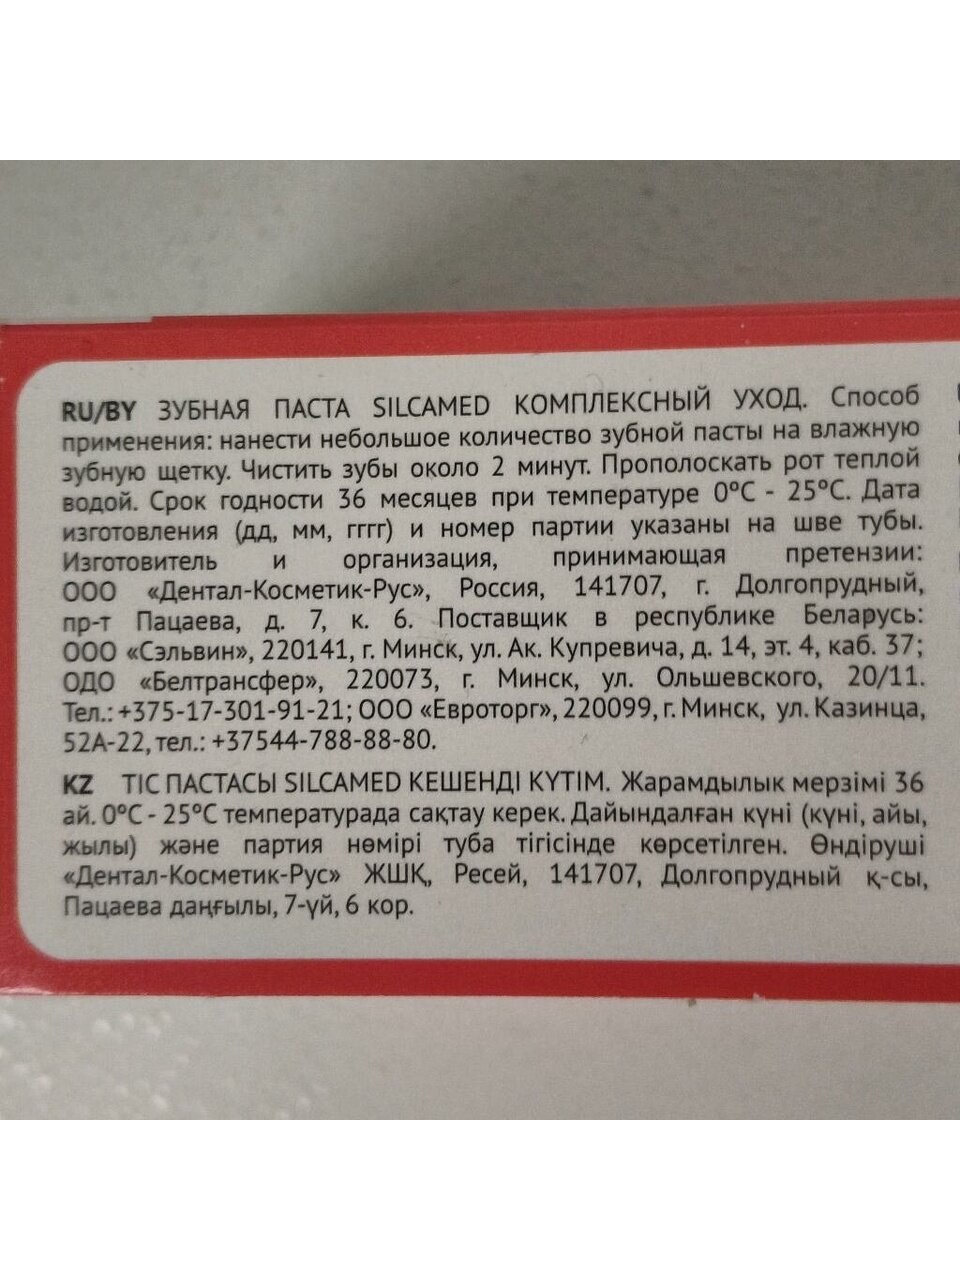 RU/BY ЗУБНАЯ ПАСТА SILCAMED КОМПЛЕКСНЫЙ УХОД. Способ
применения: нанести небольшое количество зубной пасты на влажную
зубную щетку. Чистить зубы около 2 минут. Прополоскать рот теплой
водой. Срок годности 36 месяцев при температуре 0°C - 25°C. Дата
изготовления (дд, мм, гггг) и номер партии указаны на шве тубы.
Изготовитель и организация, принимающая претензии:
ООО «Дентал-Косметик-Рус», Россия, 141707, г. Долгопрудный,
пр-т Пацаева, д. 7, к. 6. Поставщик в республике Беларусь:
ООО «Сэльвин», 220141, г. Минск, ул. Ак. Купревича, д. 14, эт. 4, каб. 37;
ОДО «Белтрансфер», 220073, г. Минск, ул. Ольшевского, 20/11.
Тел.: +375-17-301-91-21; ООО «Евроторг», 220099, г. Минск, ул. Казинца,
52А-22, тел.: +37544-788-88-80.
KZ ТІС ПАСТАСЫ SILCAMED КЕШЕНДІ КҮТІМ. Жарамдылық мерзімі 36
ай. 0°C - 25°C температурада сақтау керек. Дайындалған күні (күні, айы,
жылы) және партия нөмірі туба тігісінде көрсетілген. Өндіруші
«Дентал-Косметик-Рус» ЖШҚ, Ресей, 141707, Долгопрудный қ-сы,
Пацаева даңғылы, 7-үй, 6 кор.